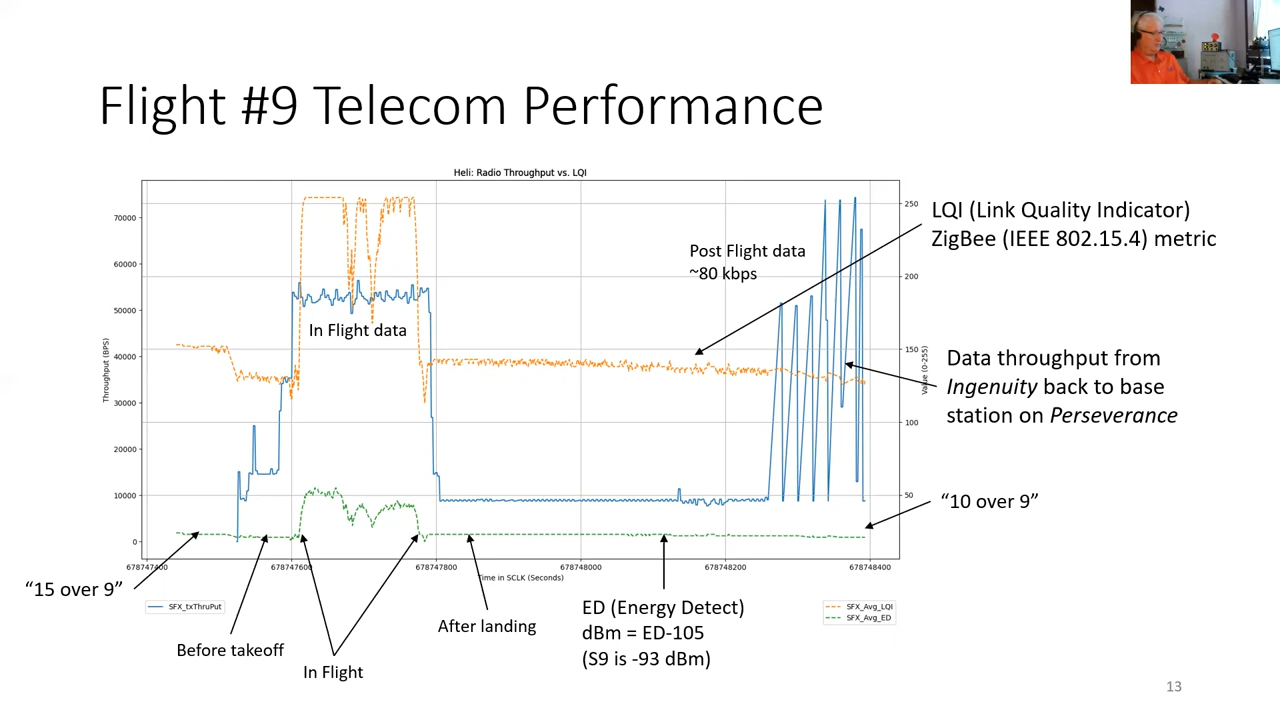 Flight #9 Telecom Performance
Heli: Radio Throughput vs. LQI
70000
60000
50000
40000
30000
20000
10000
0
Throughput (BPS)
250
200
150
100
50
Value (0-255)
678747400
678747600
678747800
678748000
678748200
678748400
Time in SCLK (Seconds)
SFX_txThruPut
SFX_Avg_LQI
SFX_Avg_ED
Post Flight data
~80 kbps
In Flight data
LQI (Link Quality Indicator)
ZigBee (IEEE 802.15.4) metric
Data throughput from
Ingenuity back to base
station on Perseverance
“10 over 9”
“15 over 9”
Before takeoff
In Flight
After landing
ED (Energy Detect)
dBm = ED-105
(S9 is -93 dBm)
13